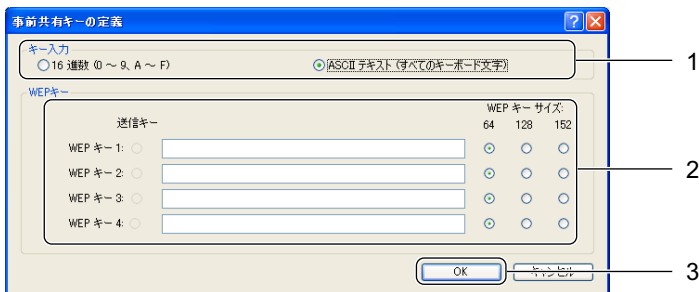 事前共有キーの定義
キー入力
16 進数 (0 ～ 9、A ～ F)
ASCII テキスト (すべてのキーボード文字)
1
WEPキー
WEP キー サイズ:
送信キー
64 128 152
WEP キー 1:
WEP キー 2:
2
WEP キー 3:
WEP キー 4:
OK
キャンセル
3